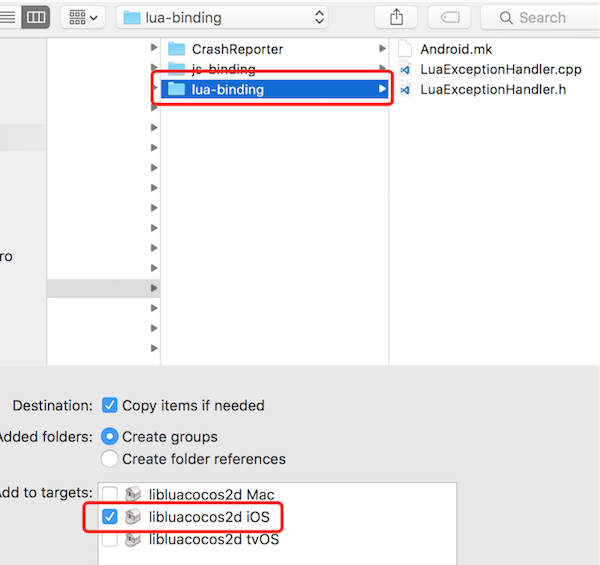 lua-binding
Search
CrashReporter
js-binding
lua-binding
Android.mk
LuaExceptionHandler.cpp
LuaExceptionHandler.h
ro
Destination:
Copy items if needed
Added folders:
Create groups
Create folder references
Add to targets:
libluacocos2d Mac
libluacocos2d iOS
libluacocos2d tvOS